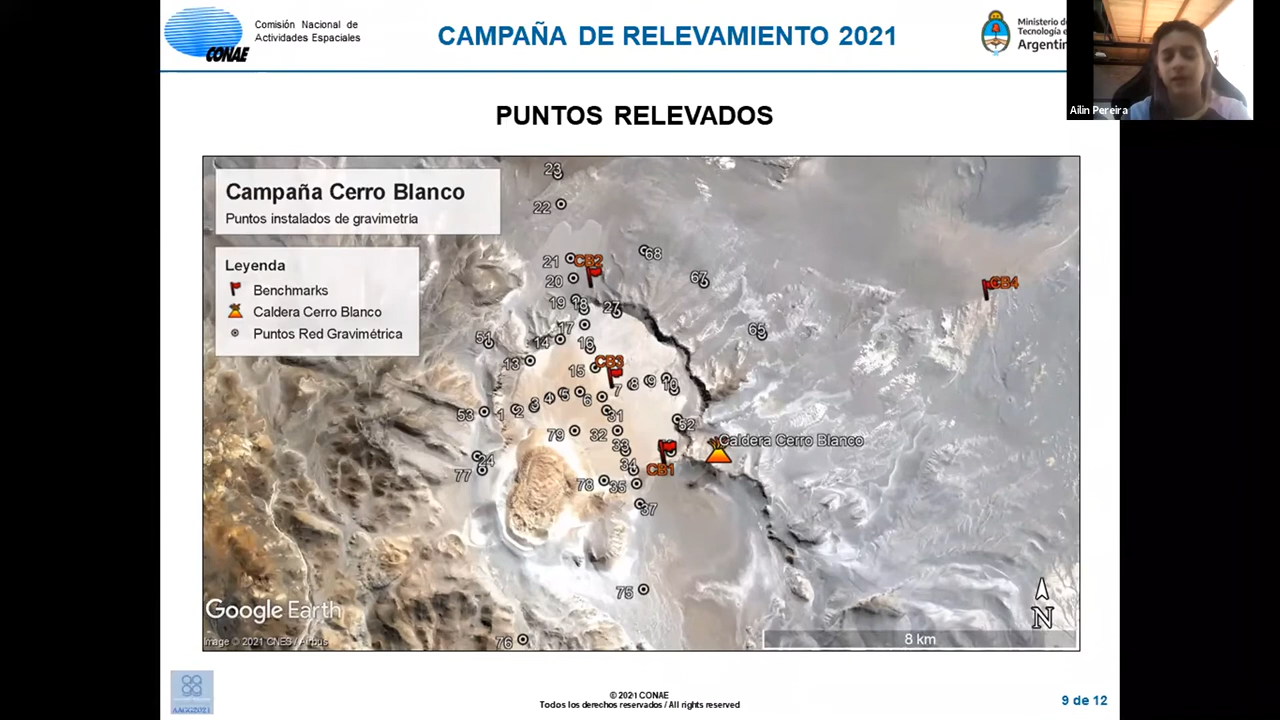 Comisión Nacional de
Actividades Espaciales
CONAE
CAMPAÑA DE RELEVAMIENTO 2021
Ministerio de
Tecnología e
Argentin
Ailin Pereira
PUNTOS RELEVADOS
Campaña Cerro Blanco
Puntos instalados de gravimetria
Leyenda
Benchmarks
Caldera Cerro Blanco
Puntos Red Gravimétrica
23
22
21
CB2
68
20
67
CB4
19
18
27
17
65
51
14
16
13
CB3
15
7
8
9
10
4
5
6
3
53
1
2
31
52
79
32
33
Caldera Cerro Blanco
24
34
CB1
77
78
35
37
75
76
Google Earth
Image © 2021 CNES / Airbus
N
8 km
AAGG2021
© 2021 CONAE
Todos los derechos reservados / All rights reserved
9 de 12